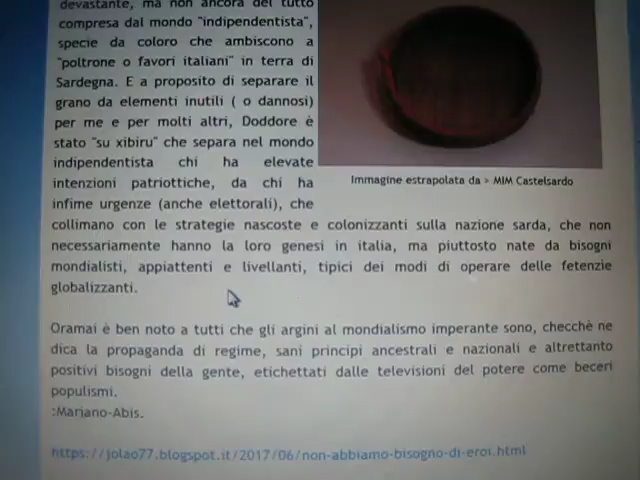 devastante, ma non ancora del tutto
compresa dal mondo "indipendentista",
specie da coloro che ambiscono a
"poltrone o favori italiani" in terra di
Sardegna. E a proposito di separare il
grano da elementi inutili ( o dannosi)
per me e per molti altri, Doddore è
stato "su xibiru" che separa nel mondo
indipendentista chi ha elevate
intenzioni patriottiche, da chi ha
infime urgenze (anche elettorali), che
Immagine estrapolata da > MIM Castelsardo
collimano con le strategie nascoste e colonizzanti sulla nazione sarda, che non
necessariamente hanno la loro genesi in italia, ma piuttosto nate da bisogni
mondialisti, appiattenti e livellanti, tipici dei modi di operare delle fetenzie
globalizzanti.
Oramai è ben noto a tutti che gli argini al mondialismo imperante sono, checchè ne
dica la propaganda di regime, sani principi ancestrali e nazionali e altrettanto
positivi bisogni della gente, etichettati dalle televisioni del potere come beceri
populismi.
:Mariano-Abis.
https://jolao77.blogspot.it/2017/06/non-abbiamo-bisogno-di-eroi.html